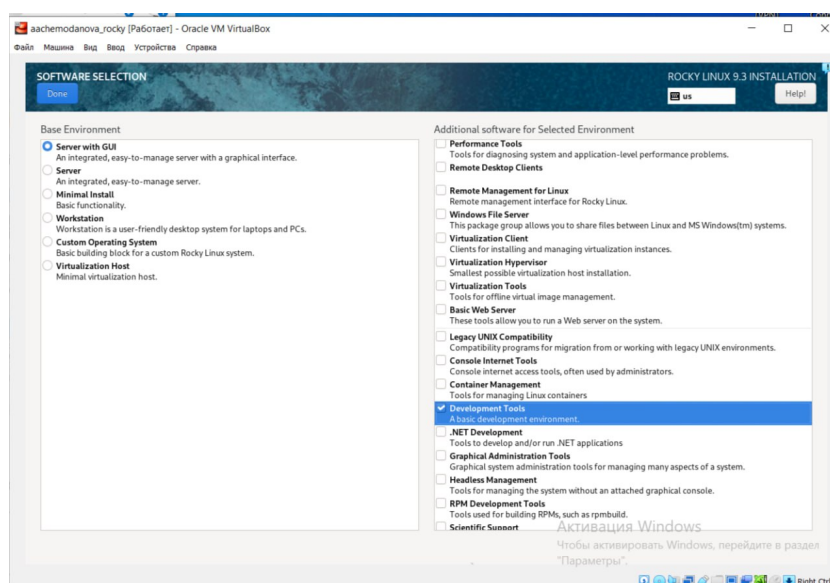 aachemodanova_rocky [Работает] - Oracle VM VirtualBox
Файл Машина Вид Ввод Устройства Справка
SOFTWARE SELECTION
Done
ROCKY LINUX 9.3 INSTALLATION
us
Help!
Base Environment
Server with GUI
An integrated, easy-to-manage server with a graphical interface.
Server
An integrated, easy-to-manage server.
Minimal Install
Basic functionality.
Workstation
Workstation is a user-friendly desktop system for laptops and PCs.
Custom Operating System
Basic building block for a custom Rocky Linux system.
Virtualization Host
Minimal virtualization host.
Additional software for Selected Environment
Performance Tools
Tools for diagnosing system and application-level performance problems.
Remote Desktop Clients
Remote Management for Linux
Remote management interface for Rocky Linux.
Windows File Server
This package group allows you to share files between Linux and MS Windows(tm) systems.
Virtualization Client
Clients for installing and managing virtualization instances.
Virtualization Hypervisor
Smallest possible virtualization host installation.
Virtualization Tools
Tools for offline virtual image management.
Basic Web Server
These tools allow you to run a Web server on the system.
Legacy UNIX Compatibility
Compatibility programs for migration from or working with legacy UNIX environments.
Console Internet Tools
Console internet access tools, often used by administrators.
Container Management
Tools for managing Linux containers
Development Tools
A basic development environment.
.NET Development
Tools to develop and/or run .NET applications
Graphical Administration Tools
Graphical system administration tools for managing many aspects of a system.
Headless Management
Tools for managing the system without an attached graphical console.
RPM Development Tools
Tools used for building RPMs, such as rpmbuild.
Scientific Support
Активация Windows
Чтобы активировать Windows, перейдите в раздел
"Параметры".
Right Ctrl